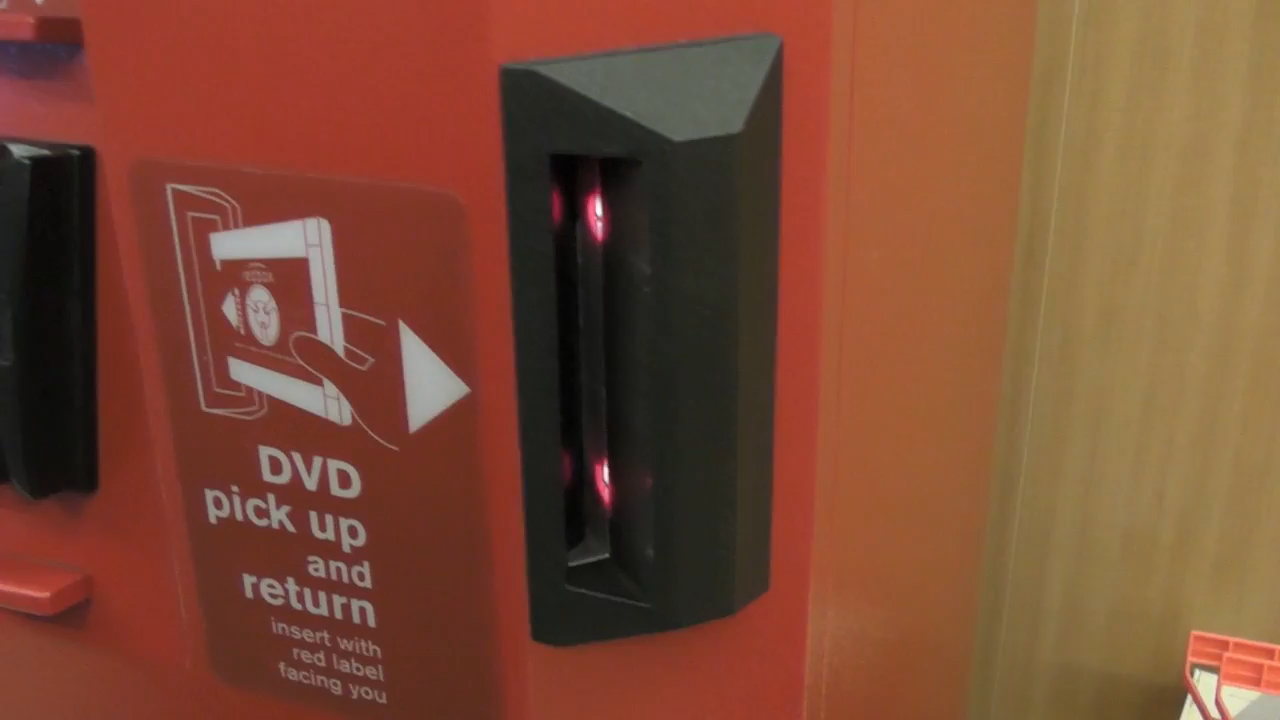 DVD
pick up
and
return
insert with
red label
facing you